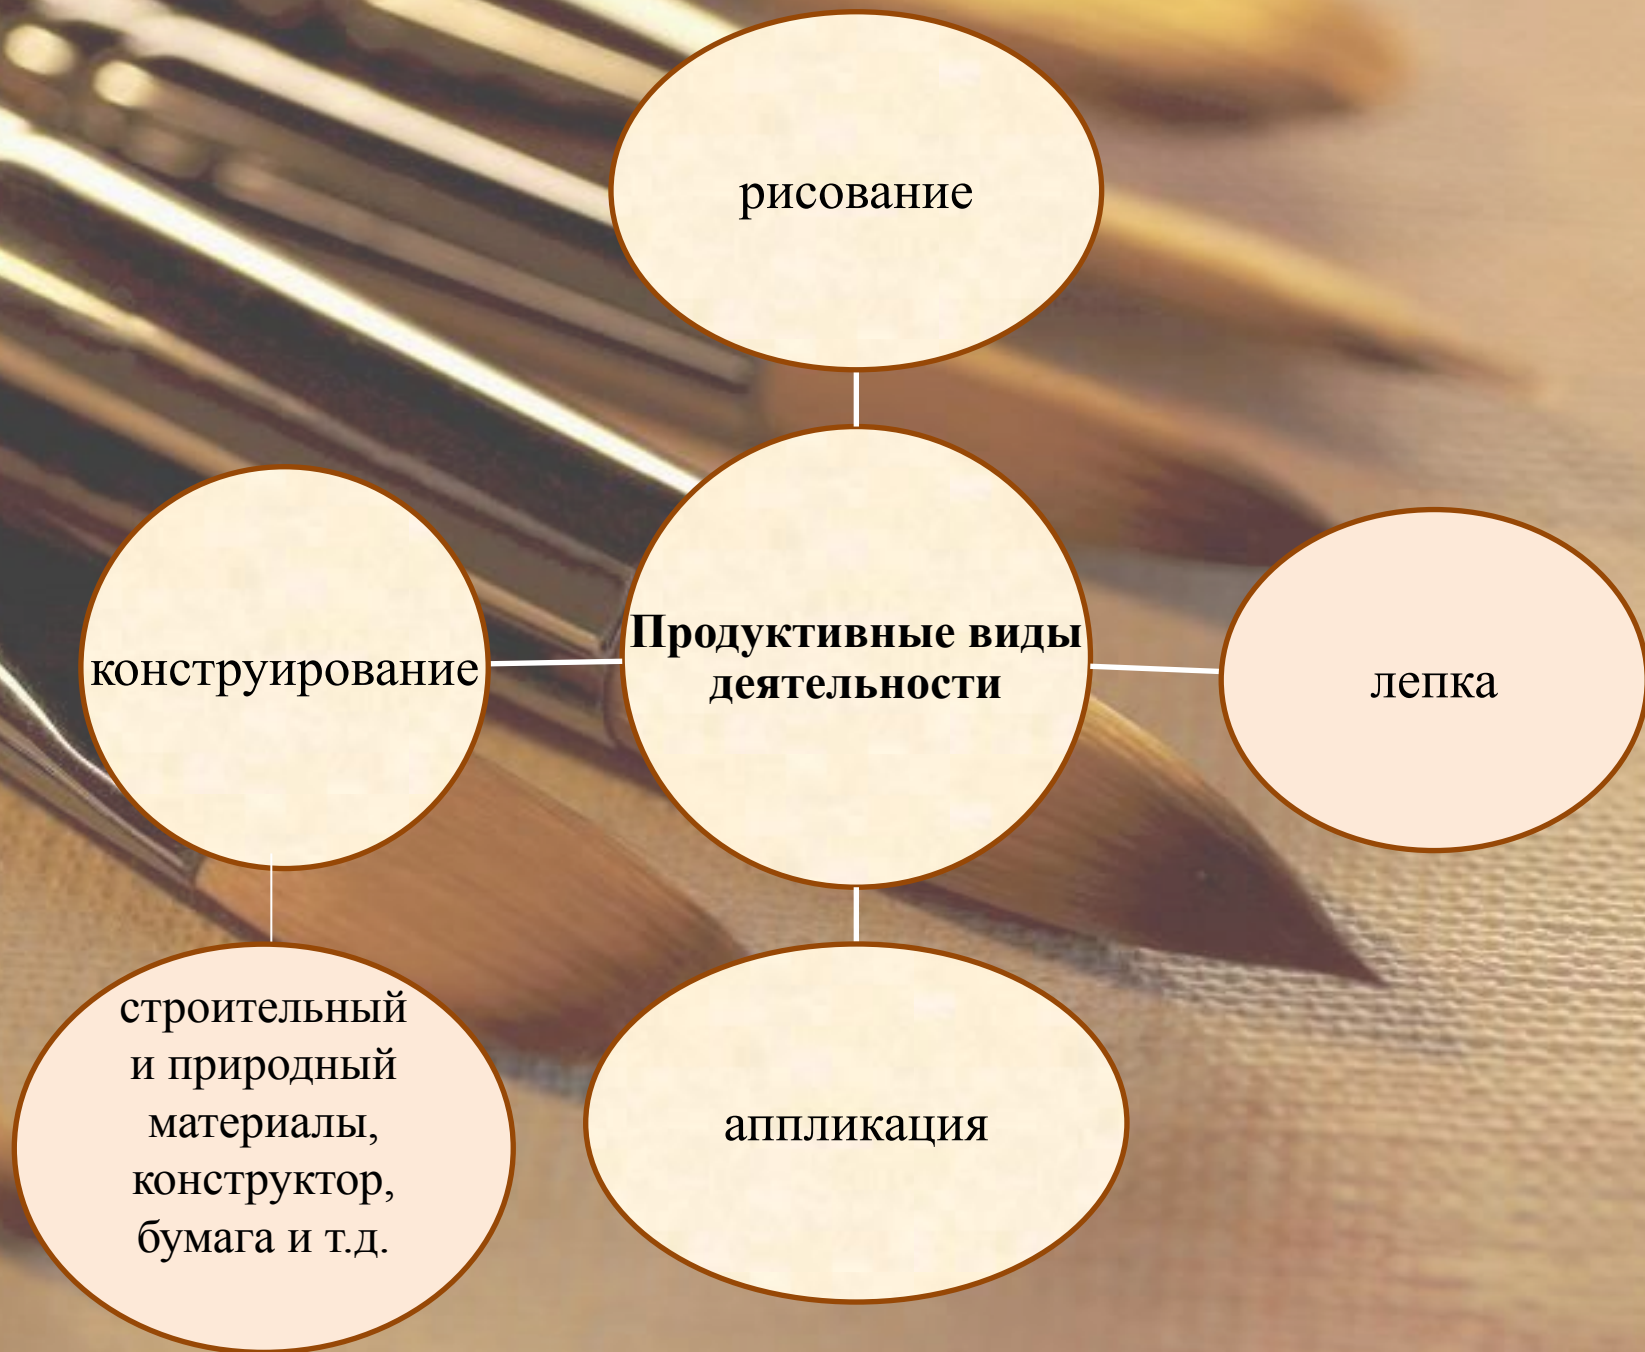 рисование
Продуктивные виды
деятельности
конструирование
лепка
строительный
и природный
материалы,
конструктор,
бумага и т.д.
аппликация